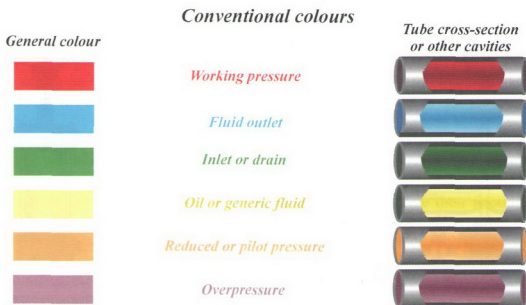 Conventional colours
General colour
Tube cross-section
or other cavities
Working pressure
Fluid outlet
Inlet or drain
Oil or generic fluid
Reduced or pilot pressure
Overpressure